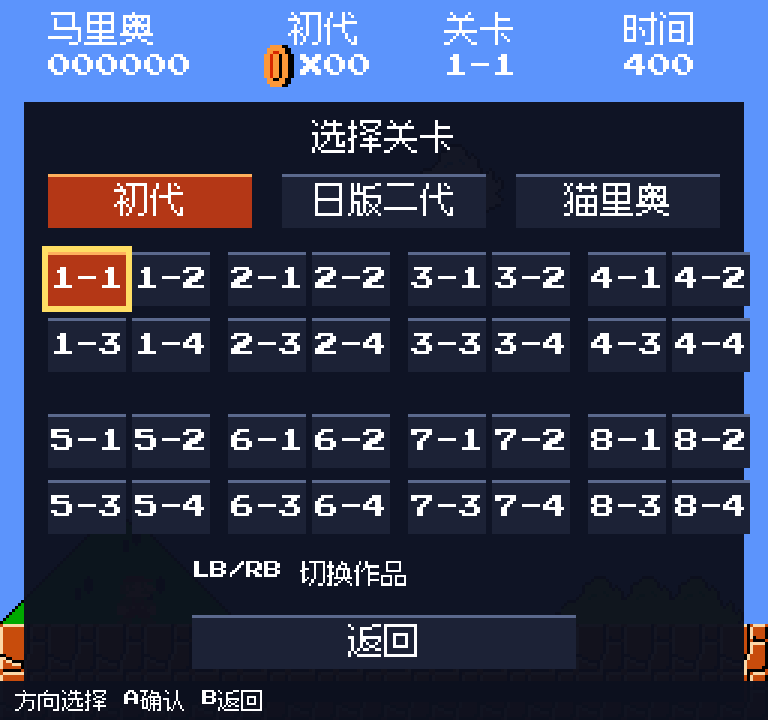 马里奥 初代 关卡 时间
000000 ×00 1-1 400
选择关卡
初代 日版二代 猫里奥
1-1 1-2 2-1 2-2 3-1 3-2 4-1 4-2
1-3 1-4 2-3 2-4 3-3 3-4 4-3 4-4
5-1 5-2 6-1 6-2 7-1 7-2 8-1 8-2
5-3 5-4 6-3 6-4 7-3 7-4 8-3 8-4
LB/RB 切换作品
返回
方向选择 A确认 B返回